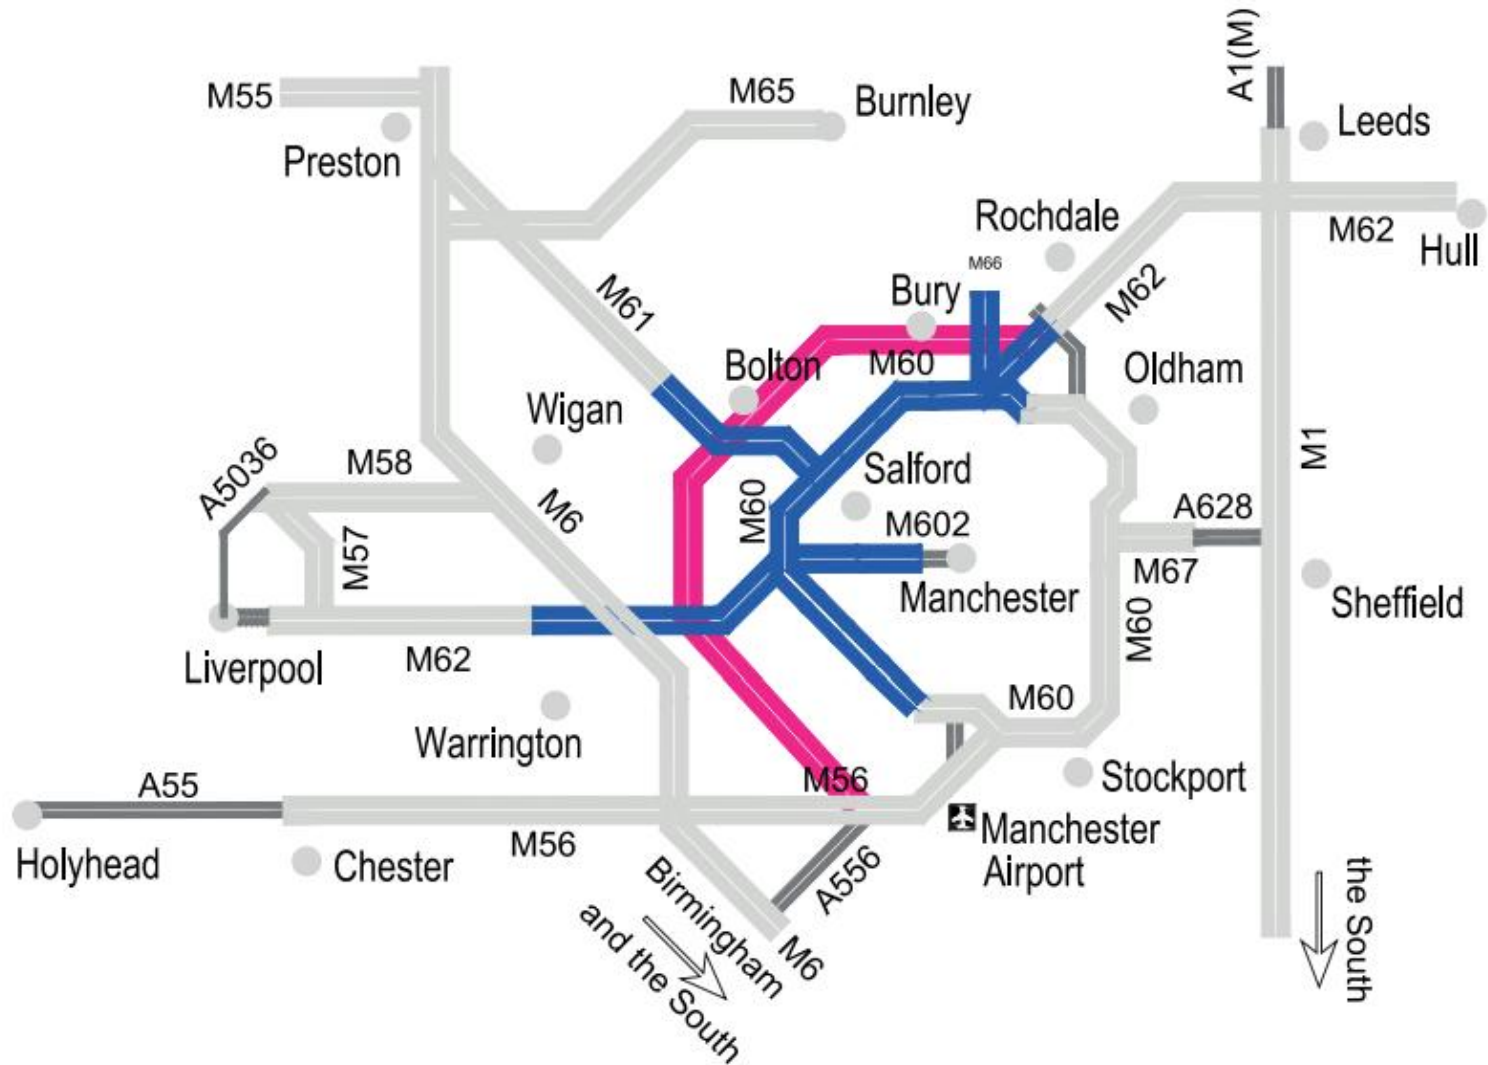 A1(M)
M55
M65
Burnley
Leeds
Preston
Rochdale
M62
Hull
M66
M61
Bury
M62
Bolton
M60
Oldham
Wigan
M1
A5036
M58
Salford
M6
M60
M602
A628
M57
M67
Manchester
Sheffield
M60
M62
Liverpool
M60
Warrington
M56
Stockport
A55
M56
Manchester
Airport
Holyhead
Chester
A556
Birmingham
and the South
M6
the South